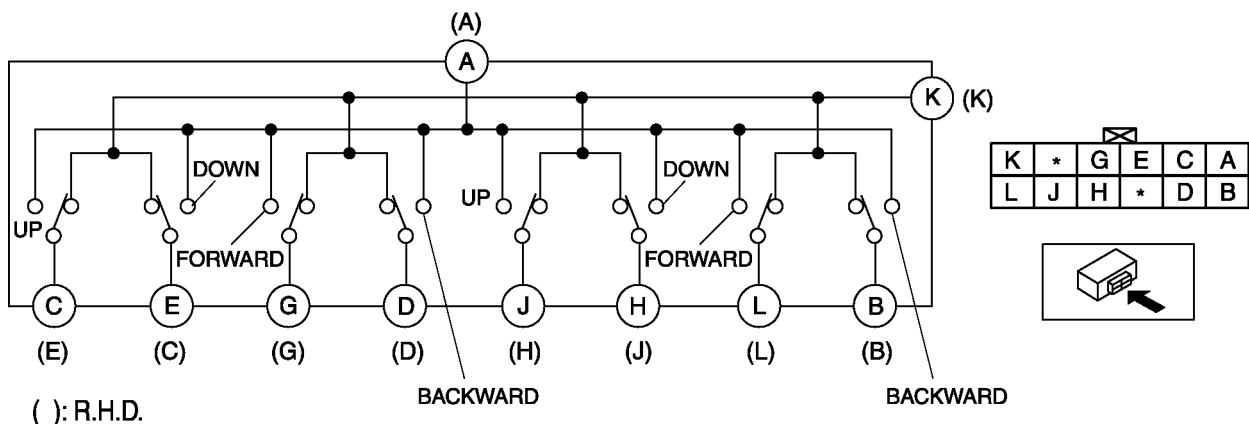 (A)
A
K (K)
K * G E C A
L J H * D B
DOWN
DOWN
UP
UP
FORWARD
FORWARD
C E G D J H L B
(E) (C) (G) (D) (H) (J) (L) (B)
BACKWARD
BACKWARD
( ): R.H.D.